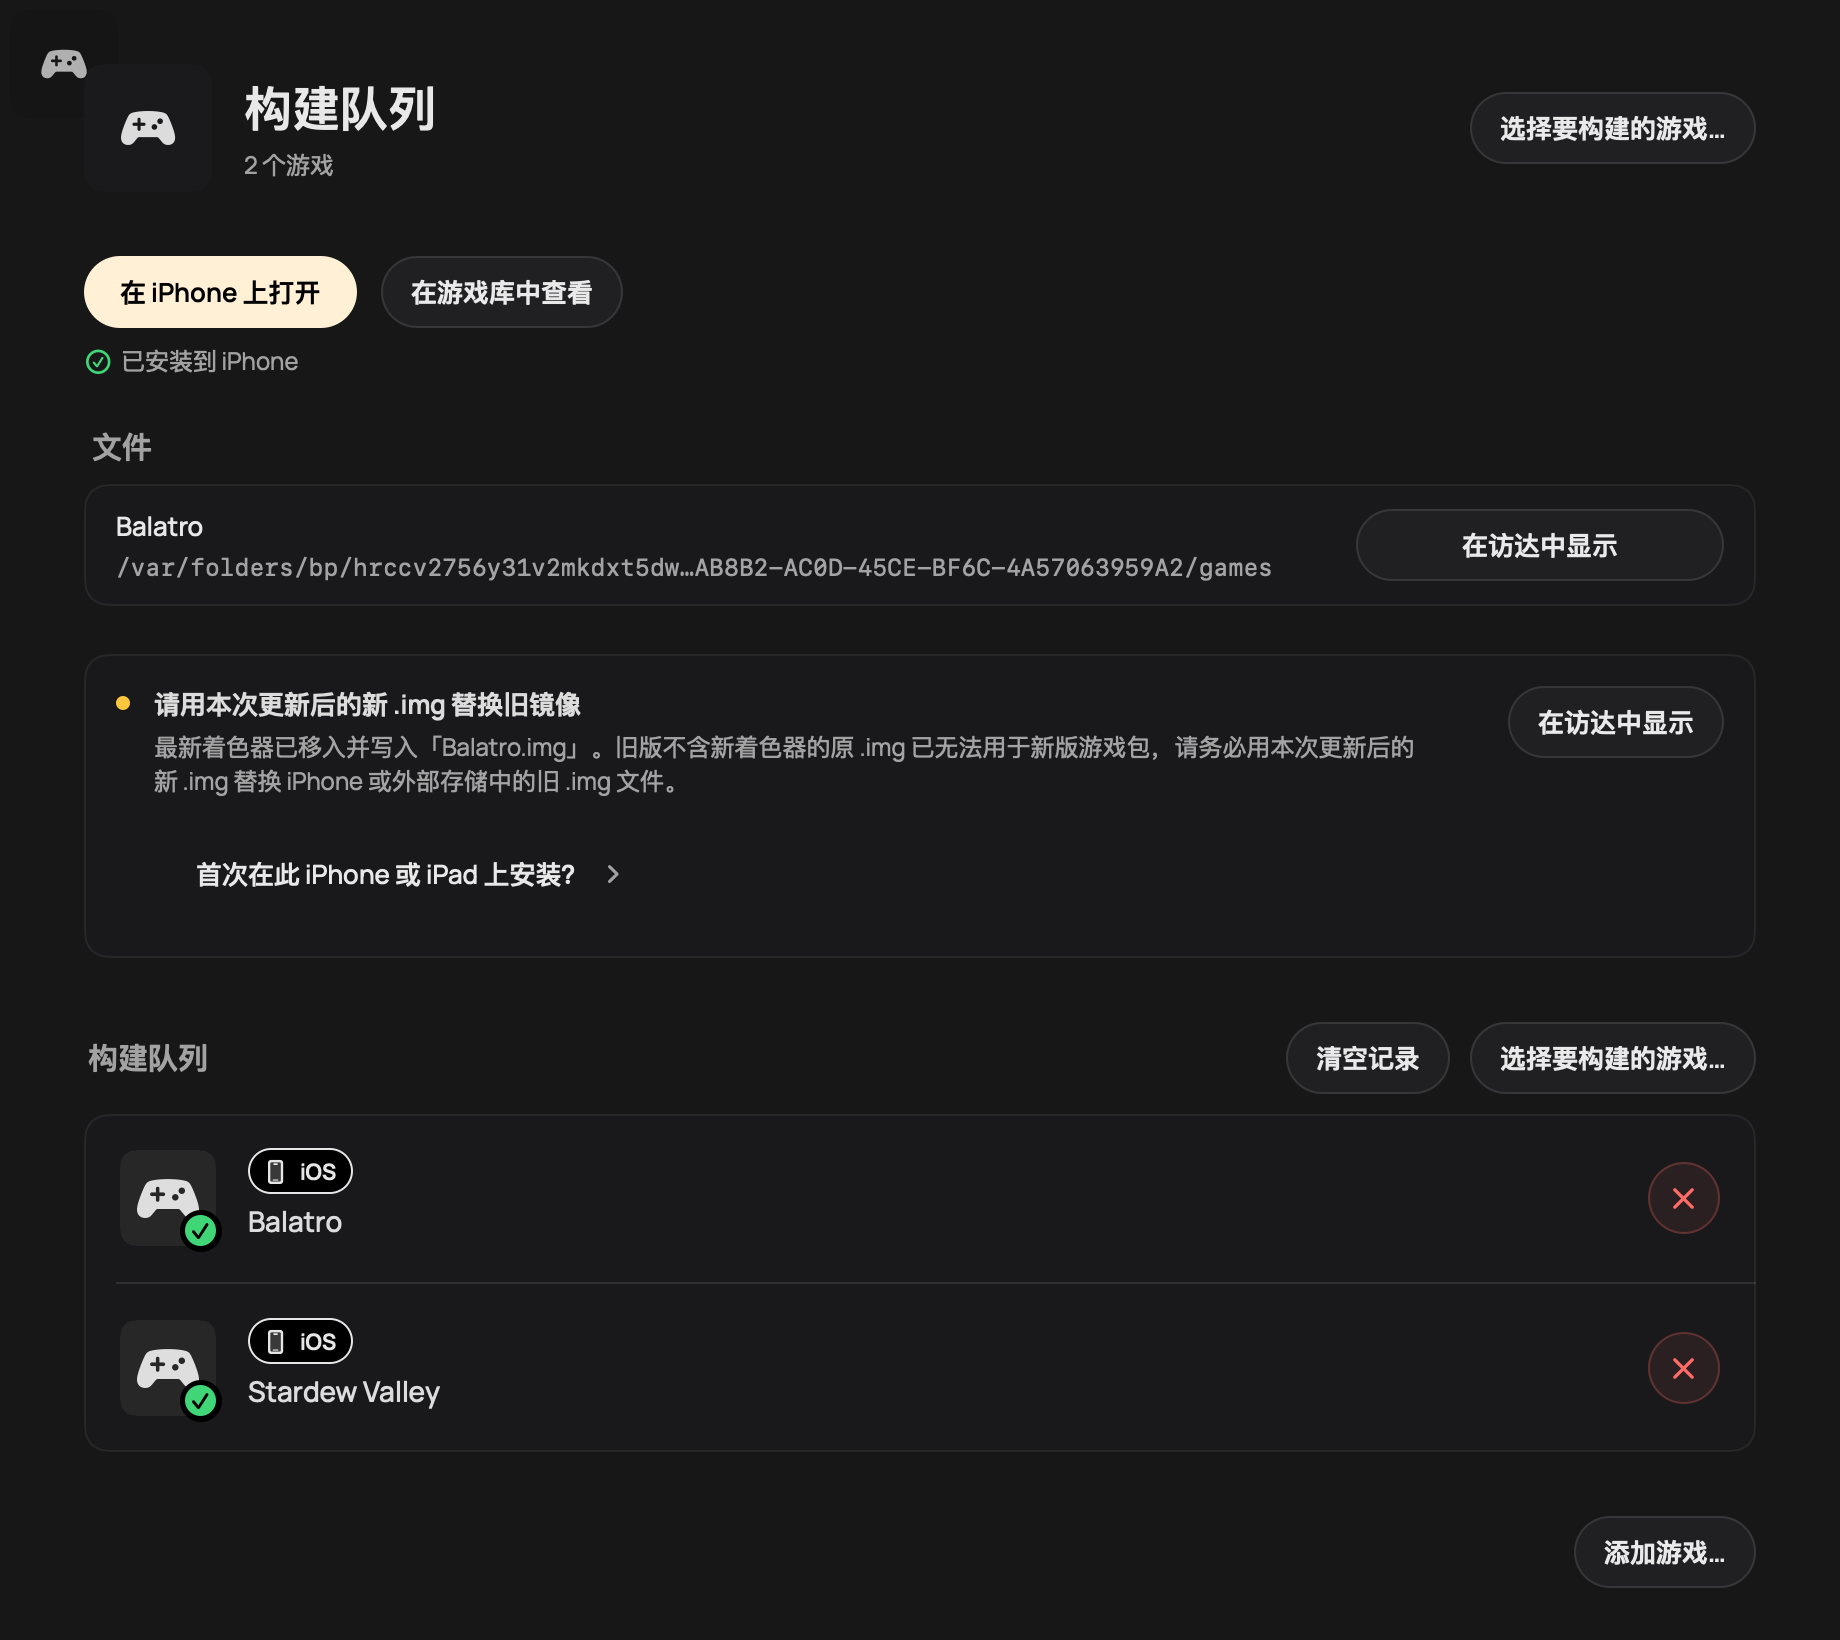 构建队列
2 个游戏
选择要构建的游戏...
在 iPhone 上打开
在游戏库中查看
已安装到 iPhone
文件
Balatro
/var/folders/bp/hrccv2756y31v2mkdxt5dw…AB8B2-AC0D-45CE-BF6C-4A57063959A2/games
在访达中显示
请用本次更新后的新 .img 替换旧镜像
最新着色器已移入并写入「Balatro.img」。旧版不含新着色器的原 .img 已无法用于新版游戏包，请务必用本次更新后的
新 .img 替换 iPhone 或外部存储中的旧 .img 文件。
在访达中显示
首次在此 iPhone 或 iPad 上安装?
构建队列
清空记录
选择要构建的游戏...
iOS
Balatro
iOS
Stardew Valley
添加游戏...